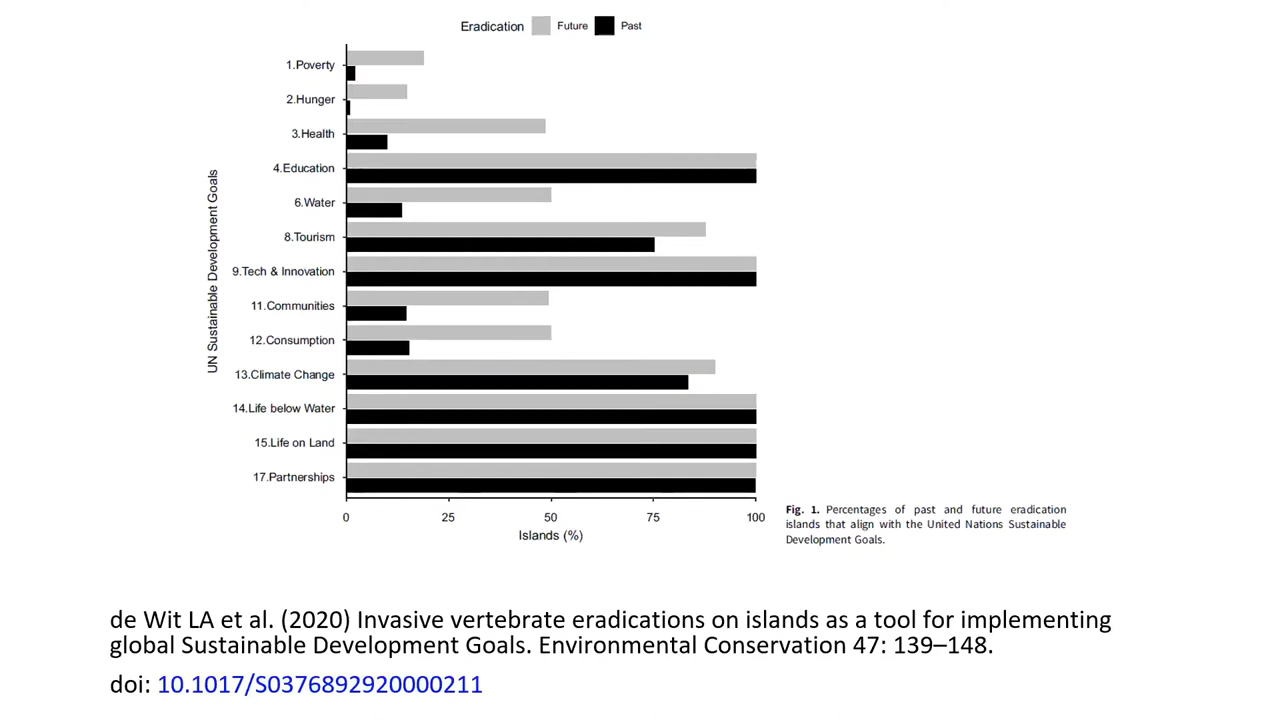 Eradication Future Past
1.Poverty
2.Hunger
3.Health
4.Education
6.Water
8.Tourism
9.Tech & Innovation
11.Communities
12.Consumption
13.Climate Change
14.Life below Water
15.Life on Land
17.Partnerships
UN Sustainable Development Goals
0 25 50 75 100
Islands (%)
Fig. 1. Percentages of past and future eradication
islands that align with the United Nations Sustainable
Development Goals.
de Wit LA et al. (2020) Invasive vertebrate eradications on islands as a tool for implementing
global Sustainable Development Goals. Environmental Conservation 47: 139–148.
doi: 10.1017/S0376892920000211